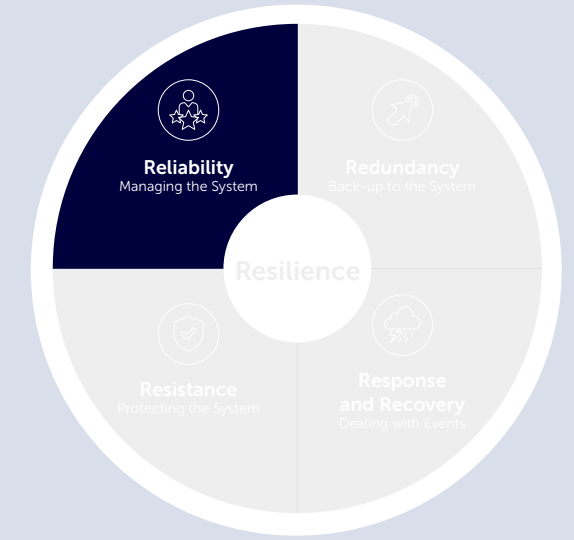 Reliability
Managing the System
Redundancy
Back-up to the System
Resilience
Resistance
Protecting the System
Response
and Recovery
Dealing with Events